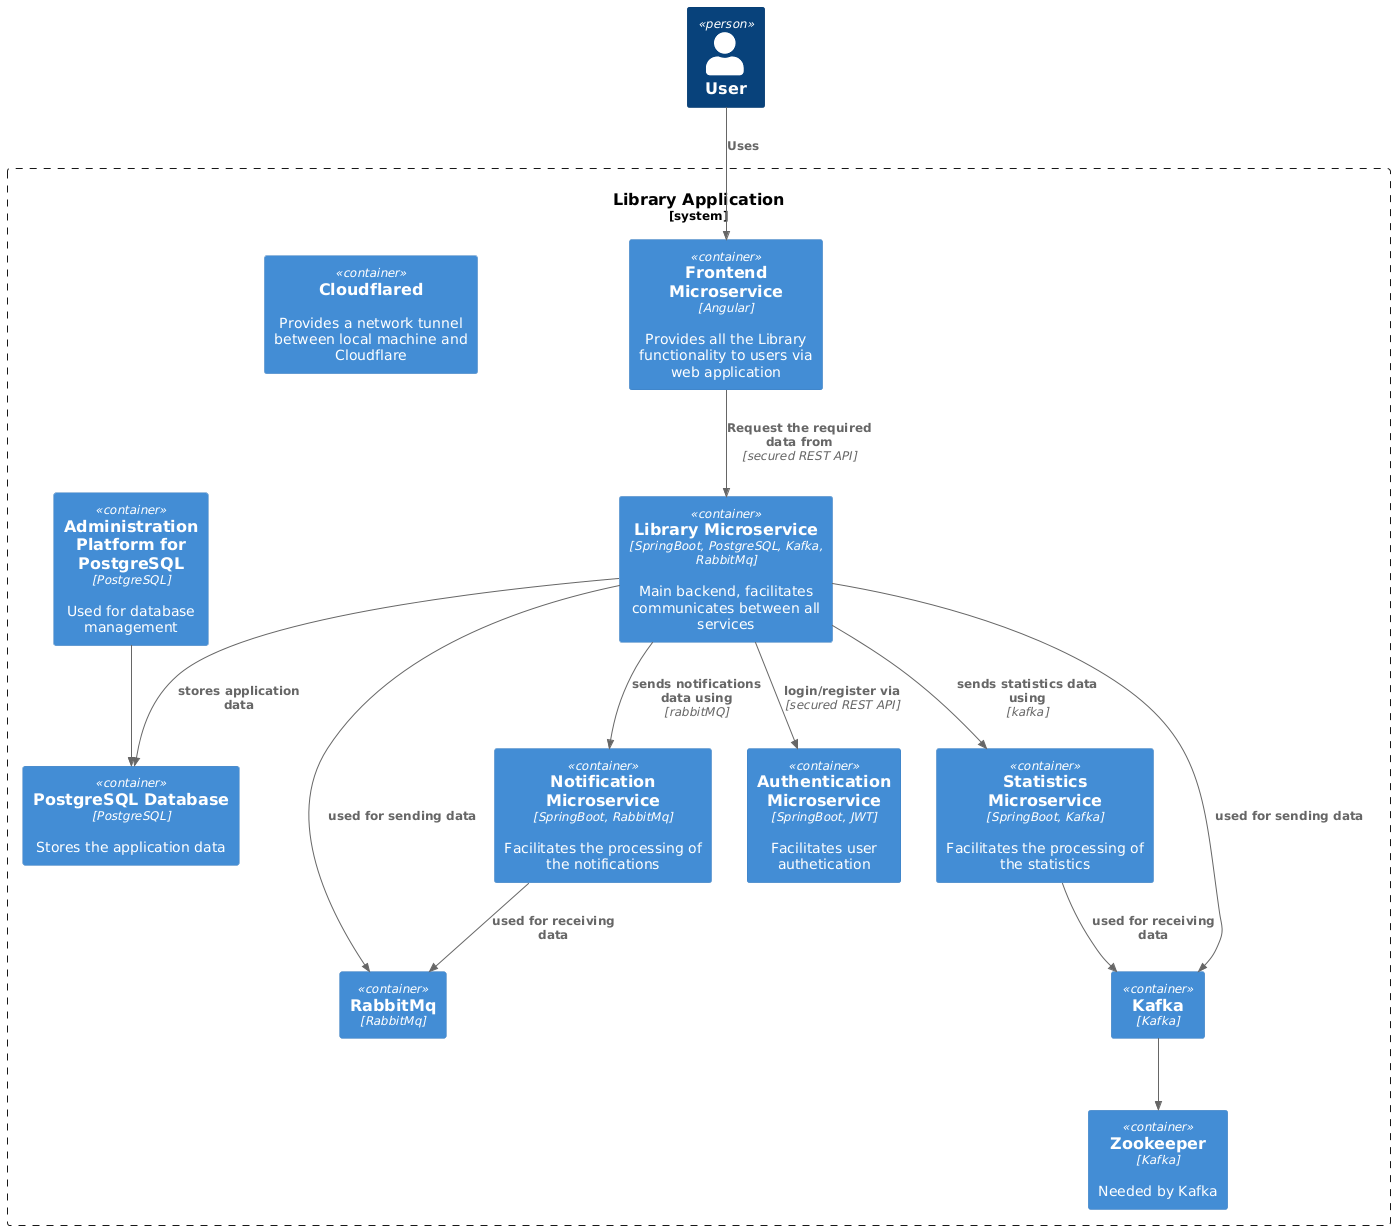 «person»
User
Uses
Library Application
[system]
«container»
Cloudflared
Provides a network tunnel
between local machine and
Cloudflare
«container»
Frontend
Microservice
[Angular]
Provides all the Library
functionality to users via
web application
Request the required
data from
[secured REST API]
«container»
Administration
Platform for
PostgreSQL
[PostgreSQL]
Used for database
management
«container»
Library Microservice
[SpringBoot, PostgreSQL, Kafka,
RabbitMq]
Main backend, facilitates
communicates between all
services
stores application
data
sends notifications
data using
[rabbitMQ]
login/register via
[secured REST API]
sends statistics data
using
[kafka]
«container»
PostgreSQL Database
[PostgreSQL]
Stores the application data
used for sending data
«container»
Notification
Microservice
[SpringBoot, RabbitMq]
Facilitates the processing of
the notifications
«container»
Authentication
Microservice
[SpringBoot, JWT]
Facilitates user
authetication
«container»
Statistics
Microservice
[SpringBoot, Kafka]
Facilitates the processing of
the statistics
used for sending data
used for receiving
data
used for receiving
data
«container»
RabbitMq
[RabbitMq]
«container»
Kafka
[Kafka]
«container»
Zookeeper
[Kafka]
Needed by Kafka